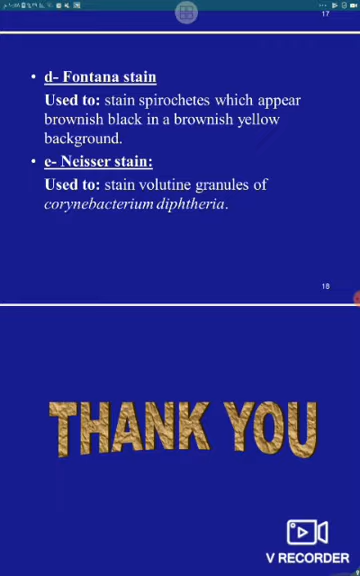 17
• d- Fontana stain
Used to: stain spirochetes which appear
brownish black in a brownish yellow
background.
• e- Neisser stain:
Used to: stain volutine granules of
corynebacterium diphtheria.
18
THANK YOU
V RECORDER